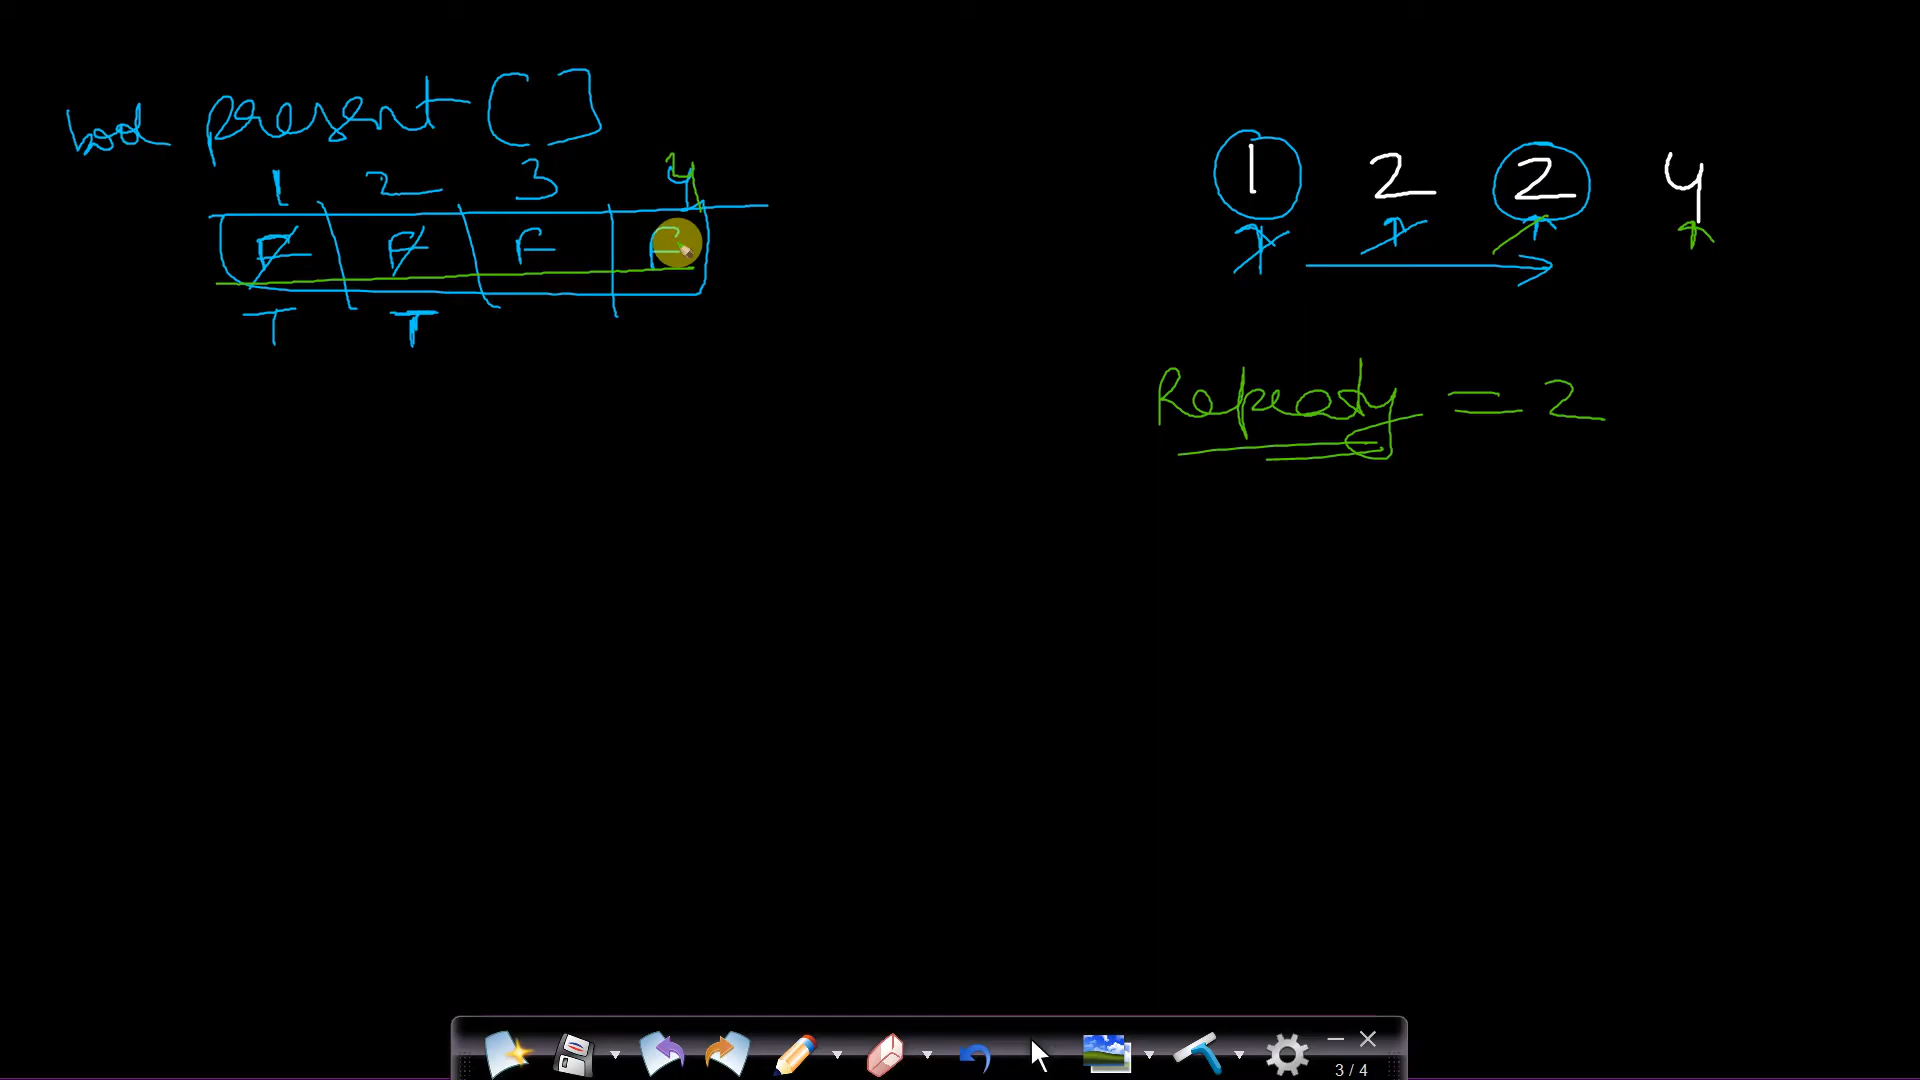 bool present []
1 2 3 4
F F F F
T T
1 2 2 4
Repeaty = 2
3 / 4